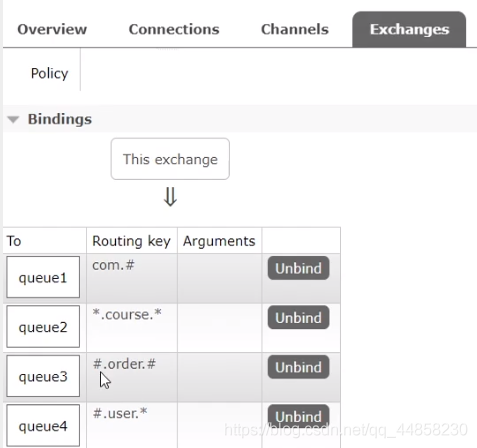 Overview Connections Channels Exchanges
Policy
Bindings
This exchange
⇓
To Routing key Arguments
queue1 com.# Unbind
queue2 *.course.* Unbind
queue3 #.order.# Unbind
queue4 #.user.* Unbind
https://blog.csdn.net/qq_44858230